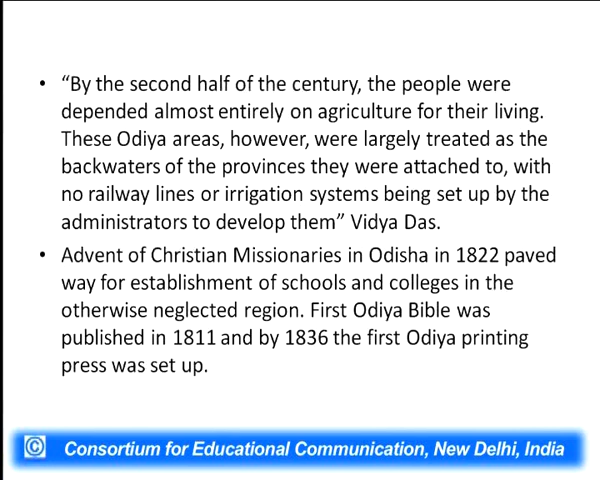 • “By the second half of the century, the people were
depended almost entirely on agriculture for their living.
These Odiya areas, however, were largely treated as the
backwaters of the provinces they were attached to, with
no railway lines or irrigation systems being set up by the
administrators to develop them” Vidya Das.
• Advent of Christian Missionaries in Odisha in 1822 paved
way for establishment of schools and colleges in the
otherwise neglected region. First Odiya Bible was
published in 1811 and by 1836 the first Odiya printing
press was set up.
© Consortium for Educational Communication, New Delhi, India